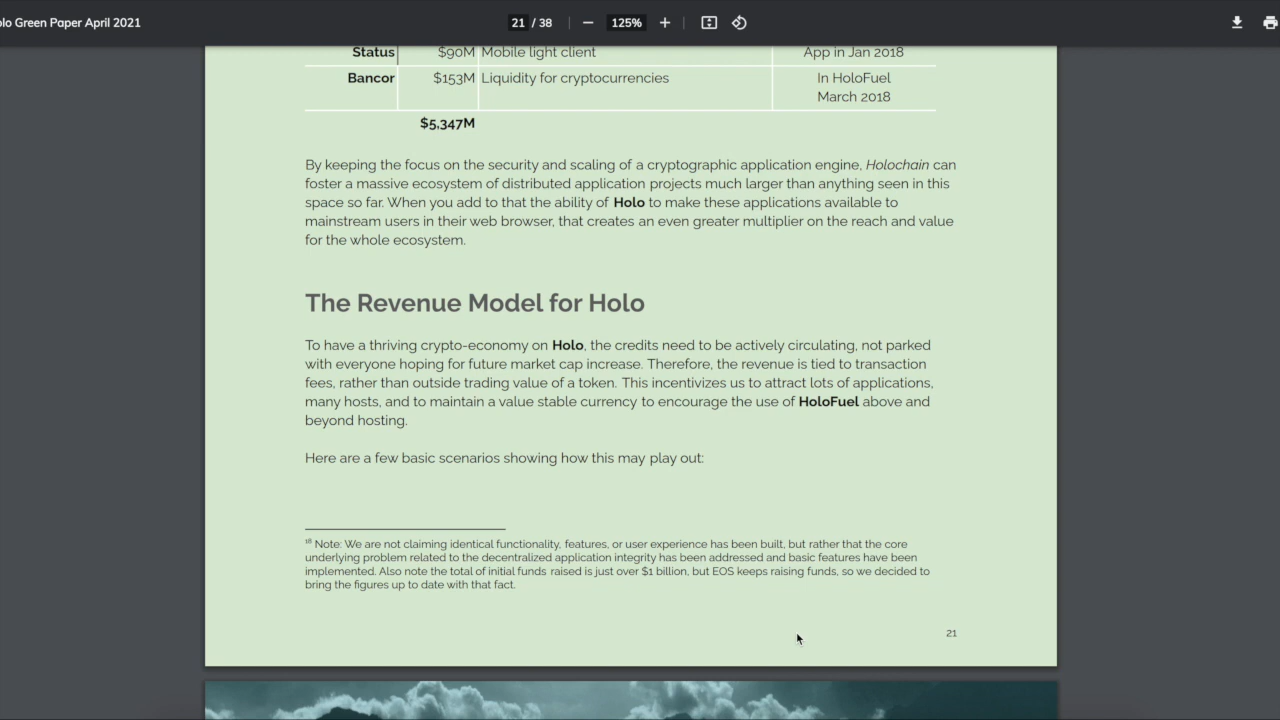 olo Green Paper April 2021
21 / 38
125%
Status $90M Mobile light client App in Jan 2018
Bancor $153M Liquidity for cryptocurrencies In HoloFuel
March 2018
$5,347M
By keeping the focus on the security and scaling of a cryptographic application engine, Holochain can
foster a massive ecosystem of distributed application projects much larger than anything seen in this
space so far. When you add to that the ability of Holo to make these applications available to
mainstream users in their web browser, that creates an even greater multiplier on the reach and value
for the whole ecosystem.
The Revenue Model for Holo
To have a thriving crypto-economy on Holo, the credits need to be actively circulating, not parked
with everyone hoping for future market cap increase. Therefore, the revenue is tied to transaction
fees, rather than outside trading value of a token. This incentivizes us to attract lots of applications,
many hosts, and to maintain a value stable currency to encourage the use of HoloFuel above and
beyond hosting.
Here are a few basic scenarios showing how this may play out:
18 Note: We are not claiming identical functionality, features, or user experience has been built, but rather that the core
underlying problem related to the decentralized application integrity has been addressed and basic features have been
implemented. Also note the total of initial funds raised is just over $1 billion, but EOS keeps raising funds, so we decided to
bring the figures up to date with that fact.
21